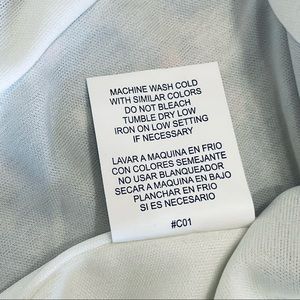 MACHINE WASH COLD
WITH SIMILAR COLORS
DO NOT BLEACH
TUMBLE DRY LOW
IRON ON LOW SETTING
IF NECESSARY
LAVAR A MAQUINA EN FRIO
CON COLORES SEMEJANTE
NO USAR BLANQUEADOR
SECAR A MAQUINA EN BAJO
PLANCHAR EN FRIO
SI ES NECESARIO
#C01